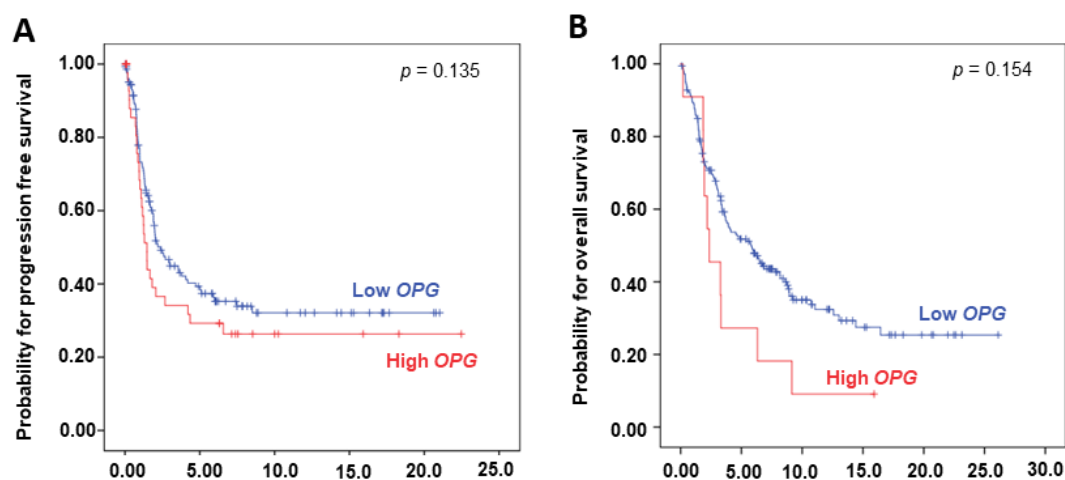 A
Probability for progression free survival
1.00
0.80
0.60
0.40
0.20
0.00
p = 0.135
Low OPG
High OPG
0.00 5.00 10.0 15.0 20.0 25.0
B
Probability for overall survival
1.00
0.80
0.60
0.40
0.20
0.00
p = 0.154
Low OPG
High OPG
0.00 5.00 10.0 15.0 20.0 25.0 30.0